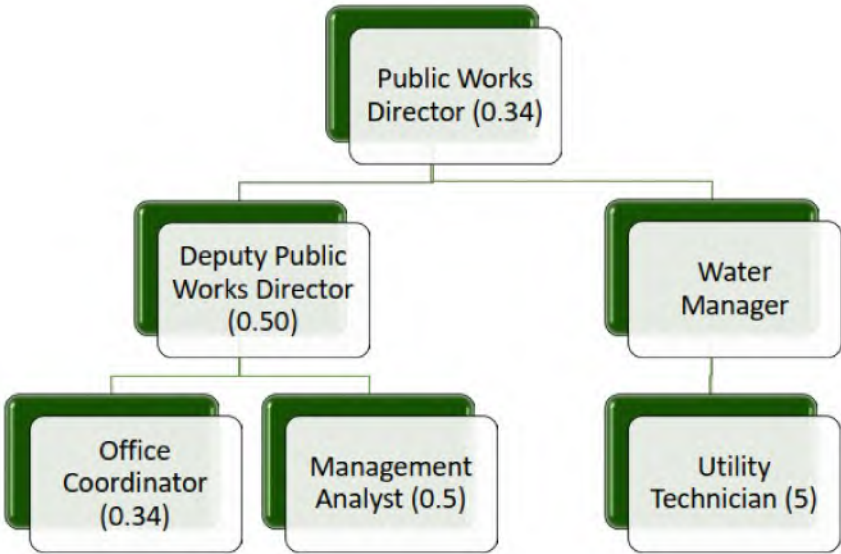 Public Works
Director (0.34)
Deputy Public
Works Director
(0.50)
Water
Manager
Office
Coordinator
(0.34)
Management
Analyst (0.5)
Utility
Technician (5)